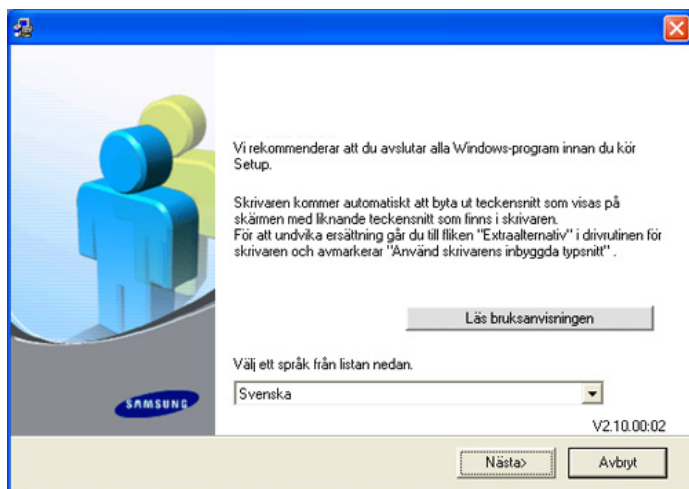 Vi rekommenderar att du avslutar alla Windows-program innan du kör
Setup.
Skrivaren kommer automatiskt att byta ut teckensnitt som visas på
skärmen med liknande teckensnitt som finns i skrivaren.
För att undvika ersättning går du till fliken "Extraalternativ" i drivrutinen för
skrivaren och avmarkerar "Använd skrivarens inbyggda typsnitt" .
Läs bruksanvisningen
Välj ett språk från listan nedan.
SAMSUNG
Svenska
V2.10.00:02
Nästa>
Avbryt